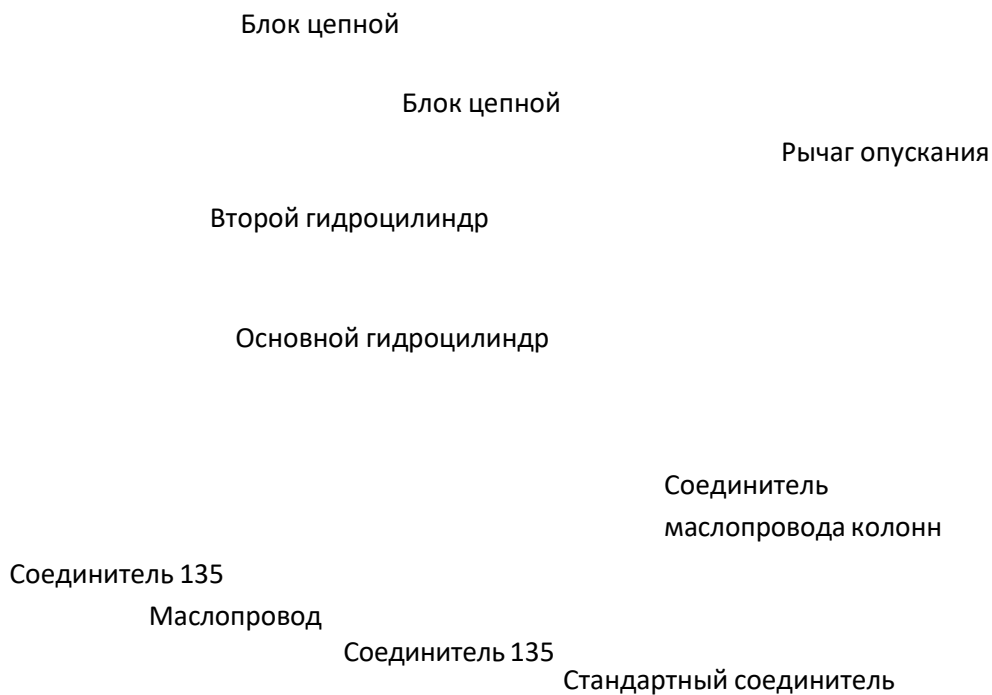 Блок цепной
Блок цепной
Рычаг опускания
Второй гидроцилиндр
Основной гидроцилиндр
Соединитель
маслопровода колонн
Соединитель 135
Маслопровод
Соединитель 135
Стандартный соединитель